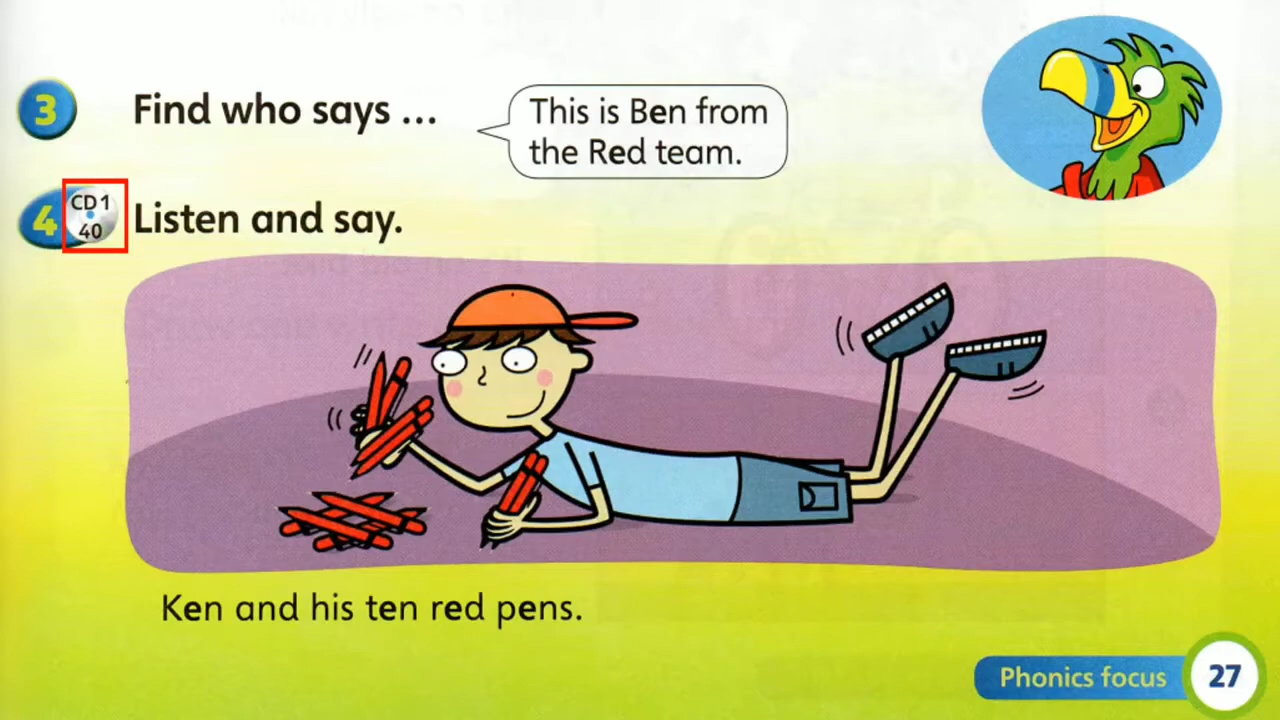 3 Find who says ...
This is Ben from
the Red team.
4 CD1
40
Listen and say.
Ken and his ten red pens.
Phonics focus 27